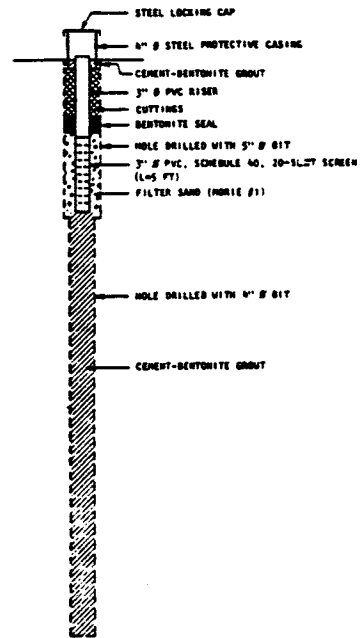 STEEL LOCKING CAP
4" Ø STEEL PROTECTIVE CASING
CEMENT-BENTONITE GROUT
3" Ø PVC RISER
CUTTINGS
BENTONITE SEAL
HOLE DRILLED WITH 5" Ø BIT
3" Ø PVC, SCHEDULE 40, 20-SLOT SCREEN
(L=5 FT)
FILTER SAND (MORIE #1)
HOLE DRILLED WITH 4" Ø BIT
CEMENT-BENTONITE GROUT